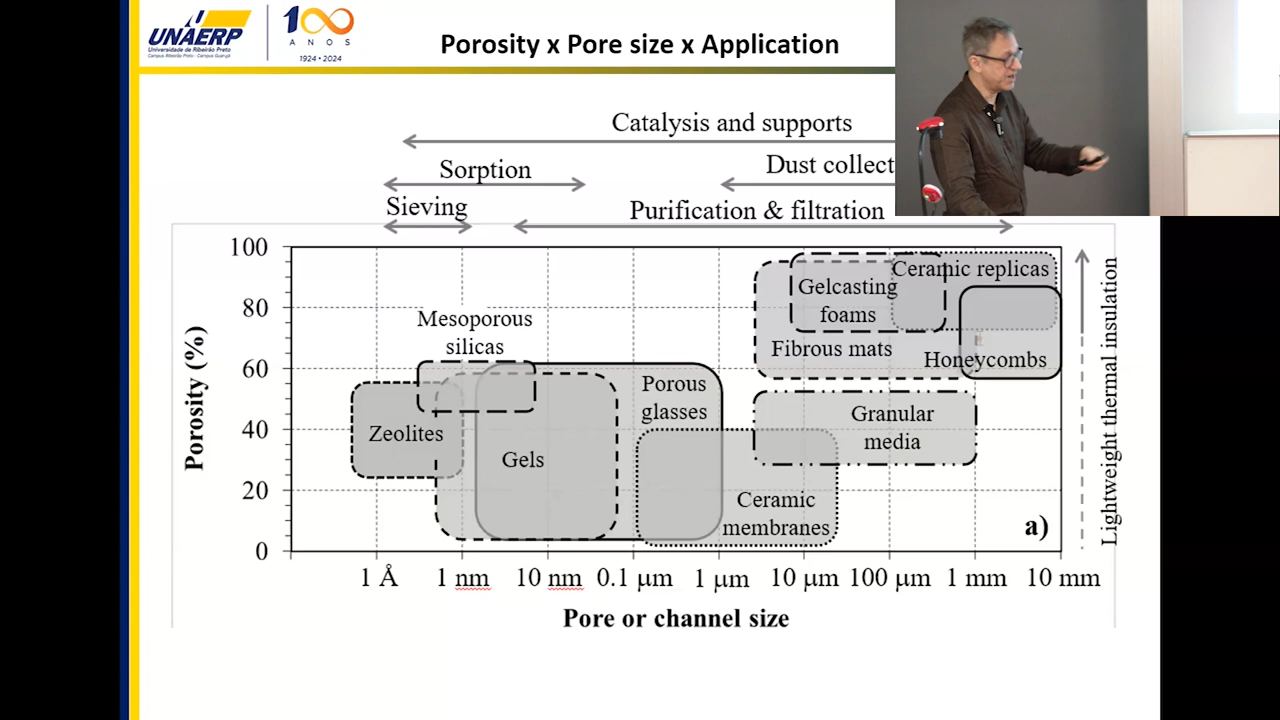 UNAERP
Universidade de Ribeirão Preto
Campus Ribeirão Preto - Campus Guarujá
100
ANOS
1924 • 2024
Porosity x Pore size x Application
Catalysis and supports
Sorption
Dust collect
Sieving
Purification & filtration
100
80
60
40
20
0
Porosity (%)
Mesoporous
silicas
Zeolites
Gels
Porous
glasses
Ceramic
membranes
Gelcasting
foams
Fibrous mats
Ceramic replicas
Honeycombs
Granular
media
a)
Lightweight thermal insulation
1 Å
1 nm
10 nm
0.1 μm
1 μm
10 μm
100 μm
1 mm
10 mm
Pore or channel size